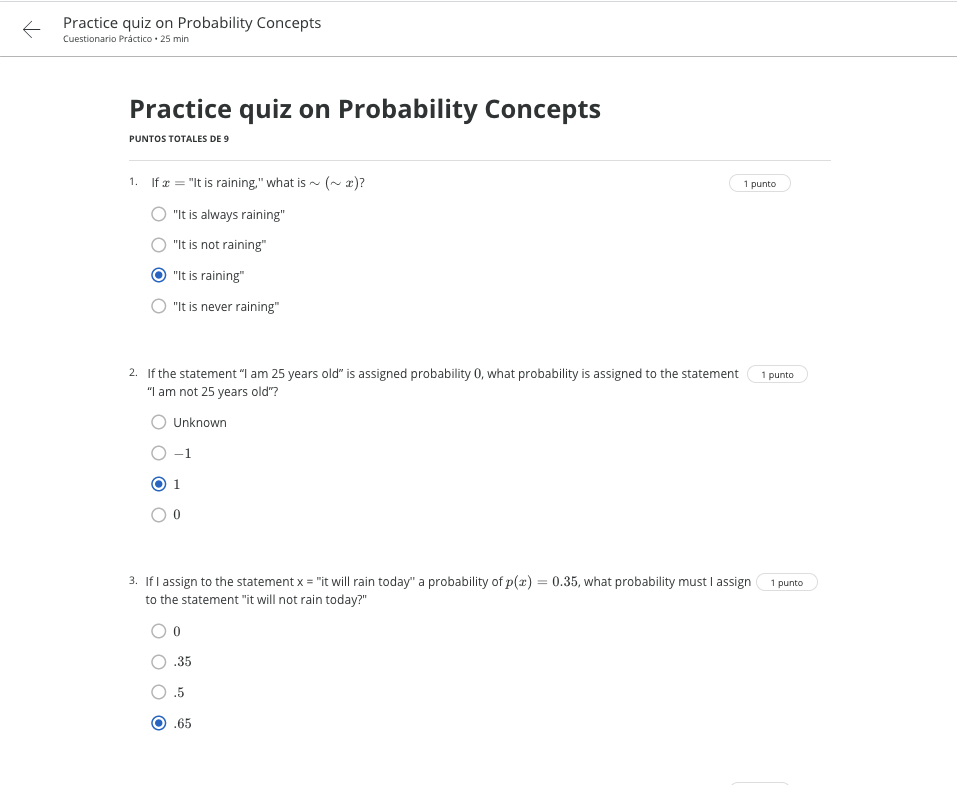 Practice quiz on Probability Concepts
Cuestionario Práctico • 25 min
Practice quiz on Probability Concepts
PUNTOS TOTALES DE 9
1. If x = "It is raining,'' what is ∼ (∼ x)? 1 punto
"It is always raining"
"It is not raining"
"It is raining"
"It is never raining"
2. If the statement “I am 25 years old” is assigned probability 0, what probability is assigned to the statement 1 punto
“I am not 25 years old”?
Unknown
−1
1
0
3. If I assign to the statement x = "it will rain today'' a probability of p(x) = 0.35, what probability must I assign 1 punto
to the statement "it will not rain today?"
0
.35
.5
.65